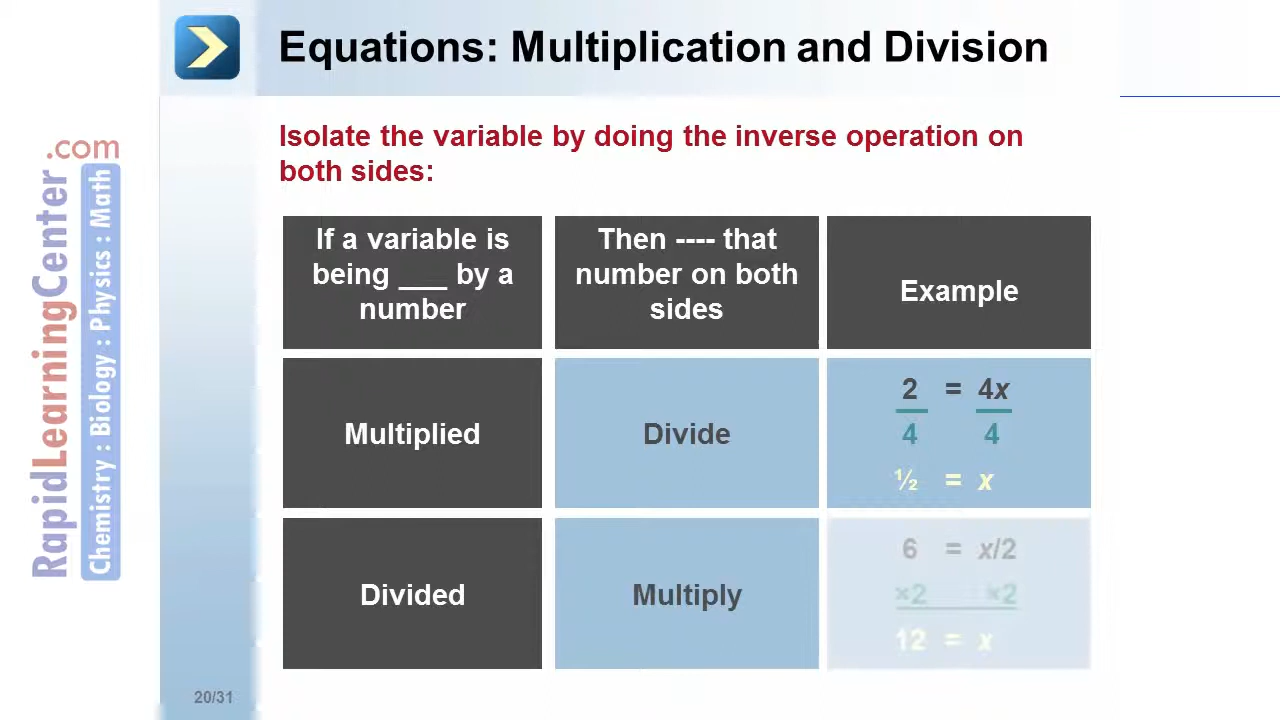 Equations: Multiplication and Division
Isolate the variable by doing the inverse operation on
both sides:
If a variable is
being ___ by a
number
Then ---- that
number on both
sides
Example
Multiplied
Divide
2 = 4x
4 4
½ = x
Divided
Multiply
6 = x/2
×2 ×2
12 = x
20/31
RapidLearningCenter.com
Chemistry : Biology : Physics : Math